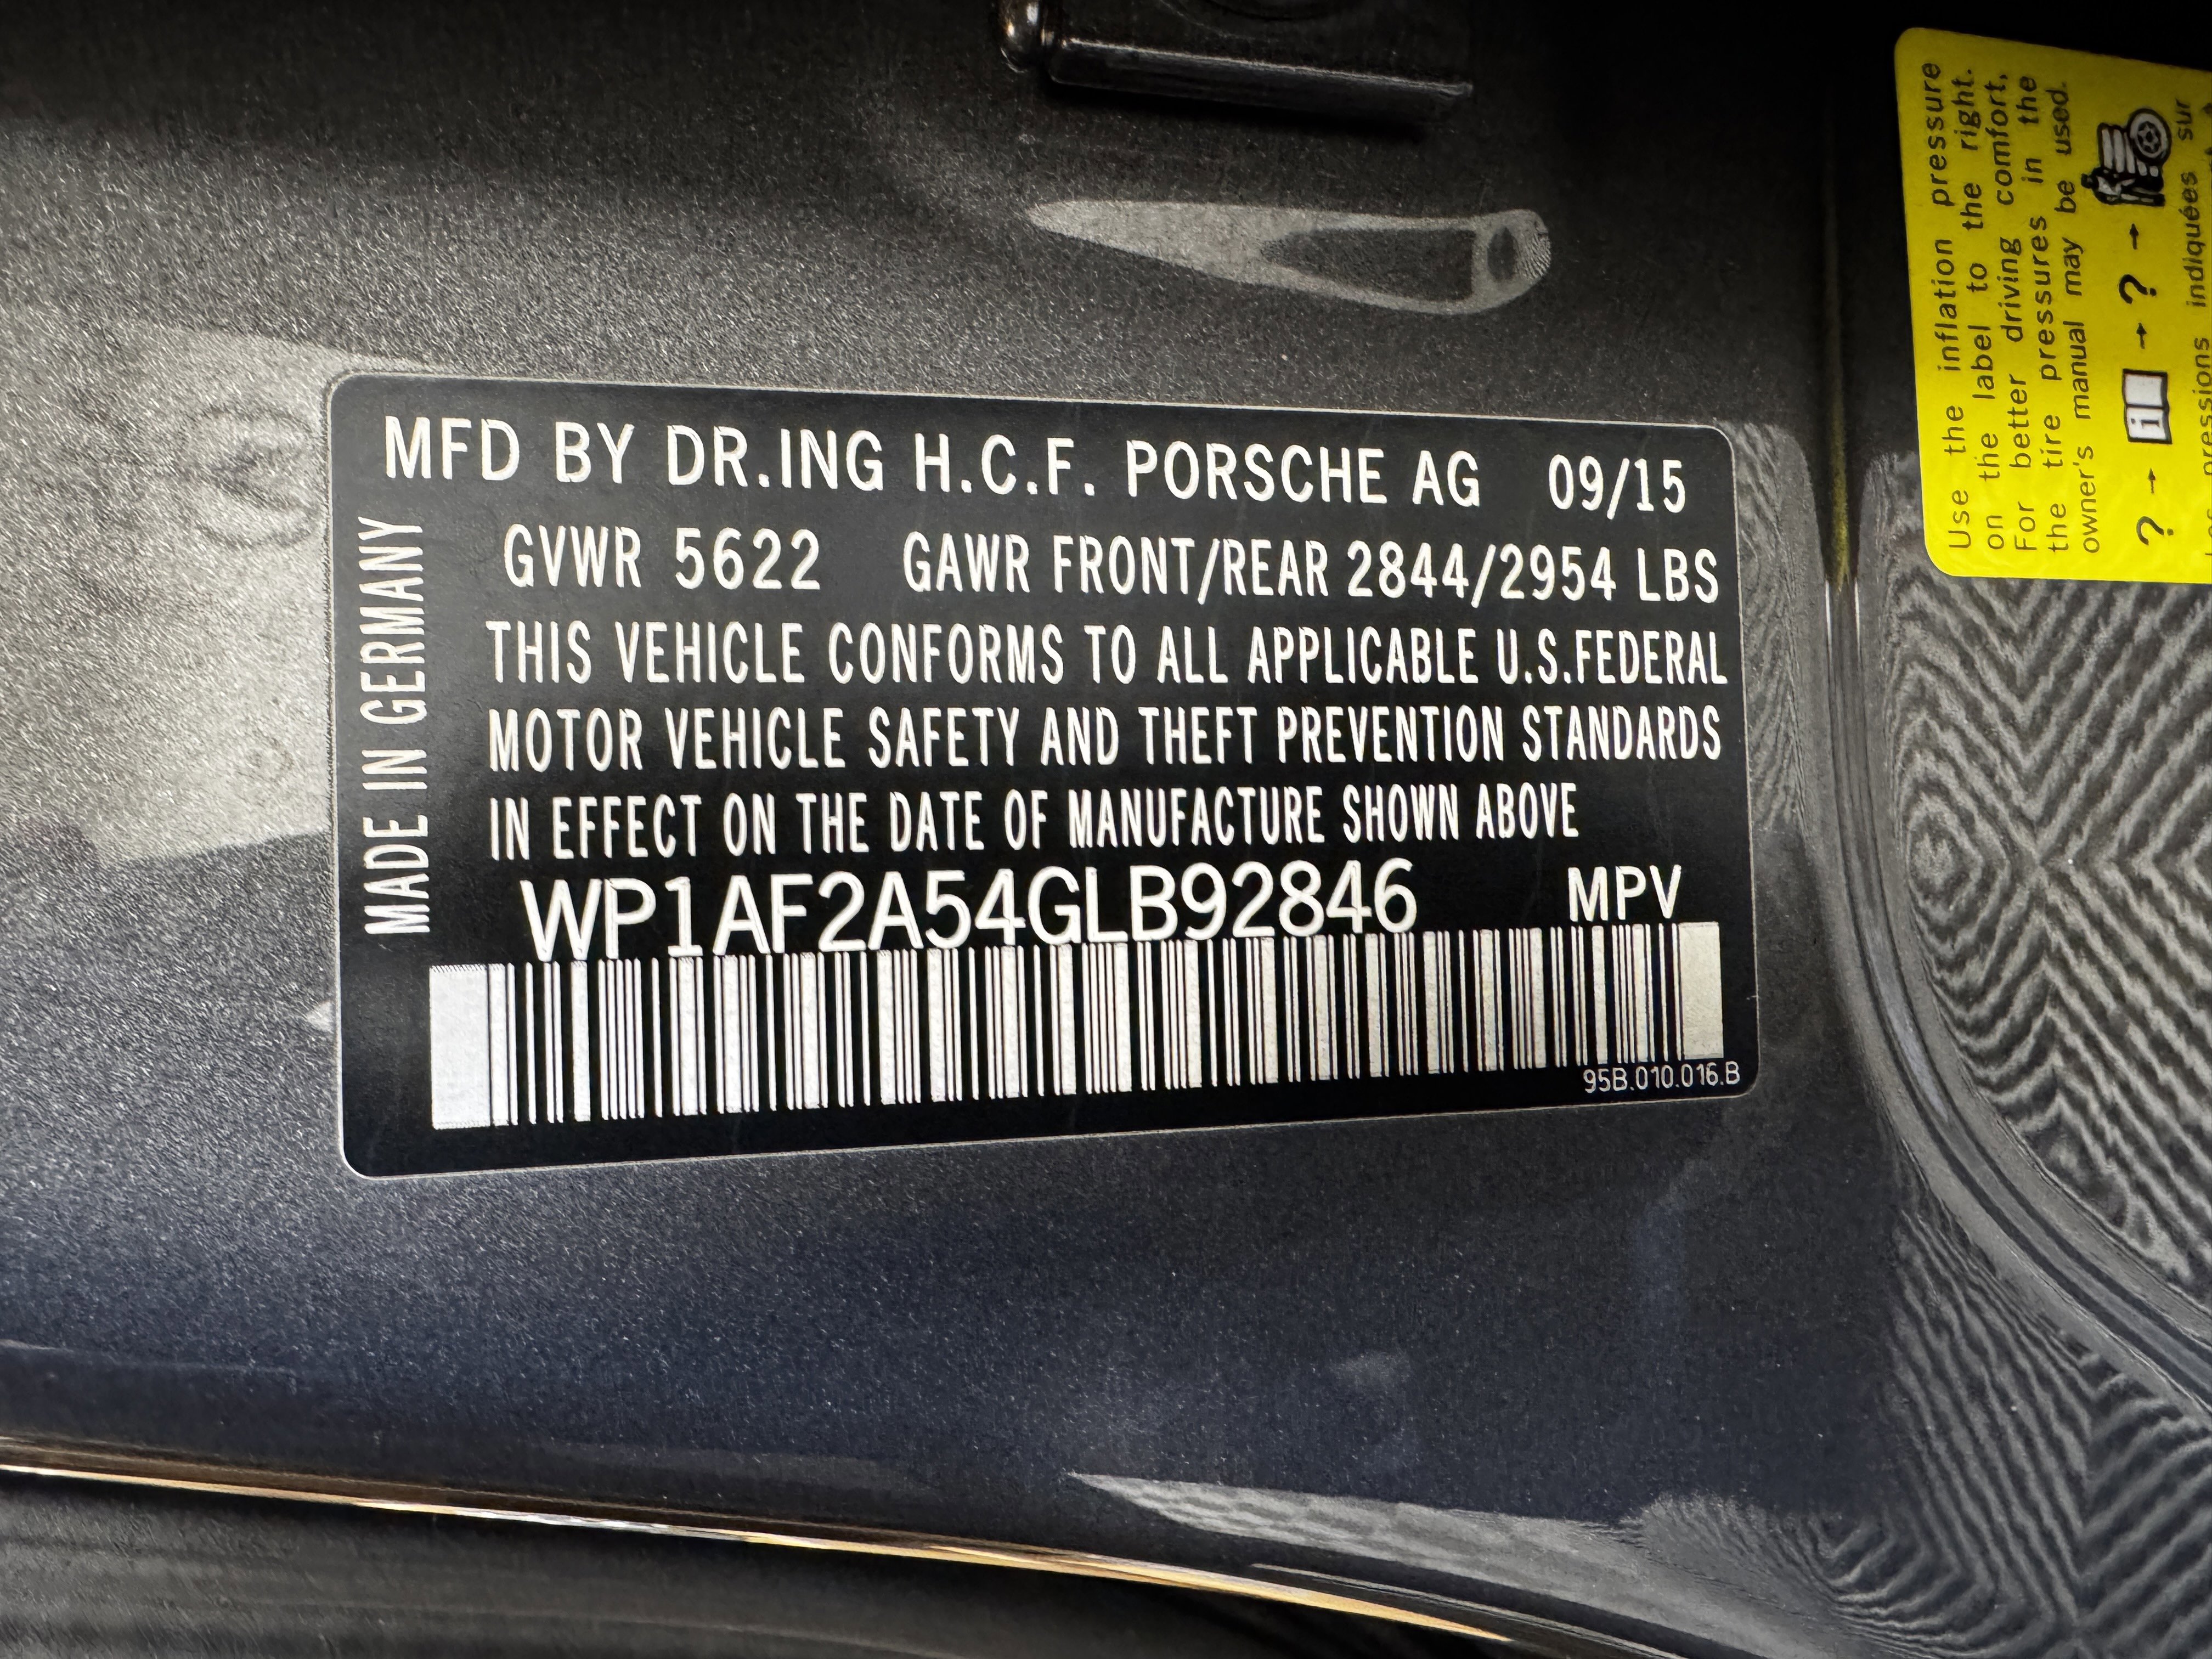 MFD BY DR.ING H.C.F. PORSCHE AG 09/15
GVWR 5622 GAWR FRONT/REAR 2844/2954 LBS
THIS VEHICLE CONFORMS TO ALL APPLICABLE U.S.FEDERAL
MOTOR VEHICLE SAFETY AND THEFT PREVENTION STANDARDS
IN EFFECT ON THE DATE OF MANUFACTURE SHOWN ABOVE
WP1AF2A54GLB92846 MPV
95B.010.016.B
MADE IN GERMANY
Use the inflation pressure
on the label to the right.
For better driving comfort,
the tire pressures in the
owner's manual may be used.
? → i → ? →
indiquées sur